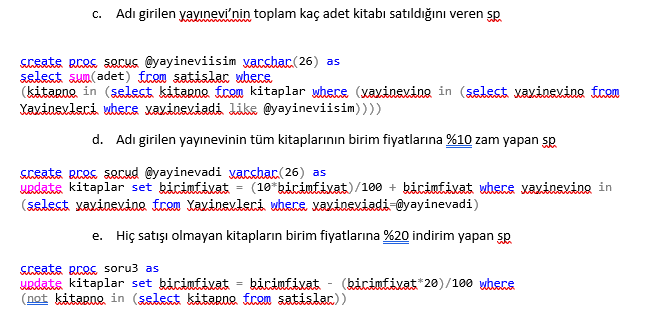 c. Adı girilen yayınevi’nin toplam kaç adet kitabı satıldığını veren sp
create proc soruc @yayineviisim varchar(26) as
select sum(adet) from satislar where
(kitapno in (select kitapno from kitaplar where (yayinevino in (select yayinevino from
Yayinevleri where yayineviadi like @yayineviisim))))
d. Adı girilen yayınevinin tüm kitaplarının birim fiyatlarına %10 zam yapan sp
create proc sorud @yayinevadi varchar(26) as
update kitaplar set birimfiyat = (10*birimfiyat)/100 + birimfiyat where yayinevino in
(select yayinevino from Yayinevleri where yayineviadi=@yayinevadi)
e. Hiç satışı olmayan kitapların birim fiyatlarına %20 indirim yapan sp
create proc soru3 as
update kitaplar set birimfiyat = birimfiyat - (birimfiyat*20)/100 where
(not kitapno in (select kitapno from satislar))